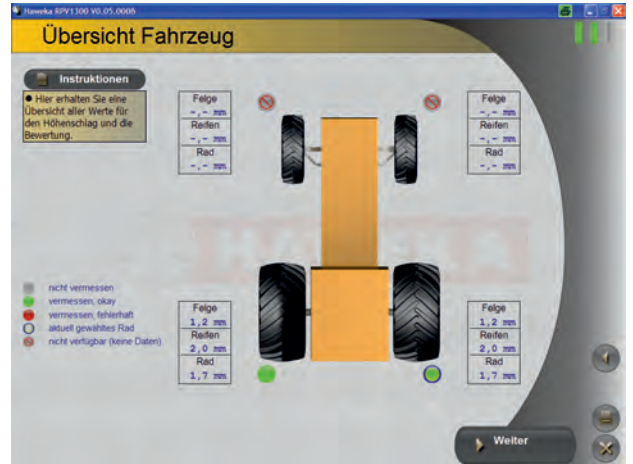 Haweka RPV1300 V0.05.0006
Übersicht Fahrzeug
Instruktionen
● Hier erhalten Sie eine
Übersicht aller Werte für
den Höhenschlag und die
Bewertung.
Felge
-,- mm
Reifen
-,- mm
Rad
-,- mm
Felge
-,- mm
Reifen
-,- mm
Rad
-,- mm
HAWEKA
nicht vermessen
vermessen, okay
vermessen, fehlerhaft
aktuell gewähltes Rad
nicht verfügbar (keine Daten)
Felge
1,2 mm
Reifen
2,0 mm
Rad
1,7 mm
Felge
1,2 mm
Reifen
2,0 mm
Rad
1,7 mm
Weiter